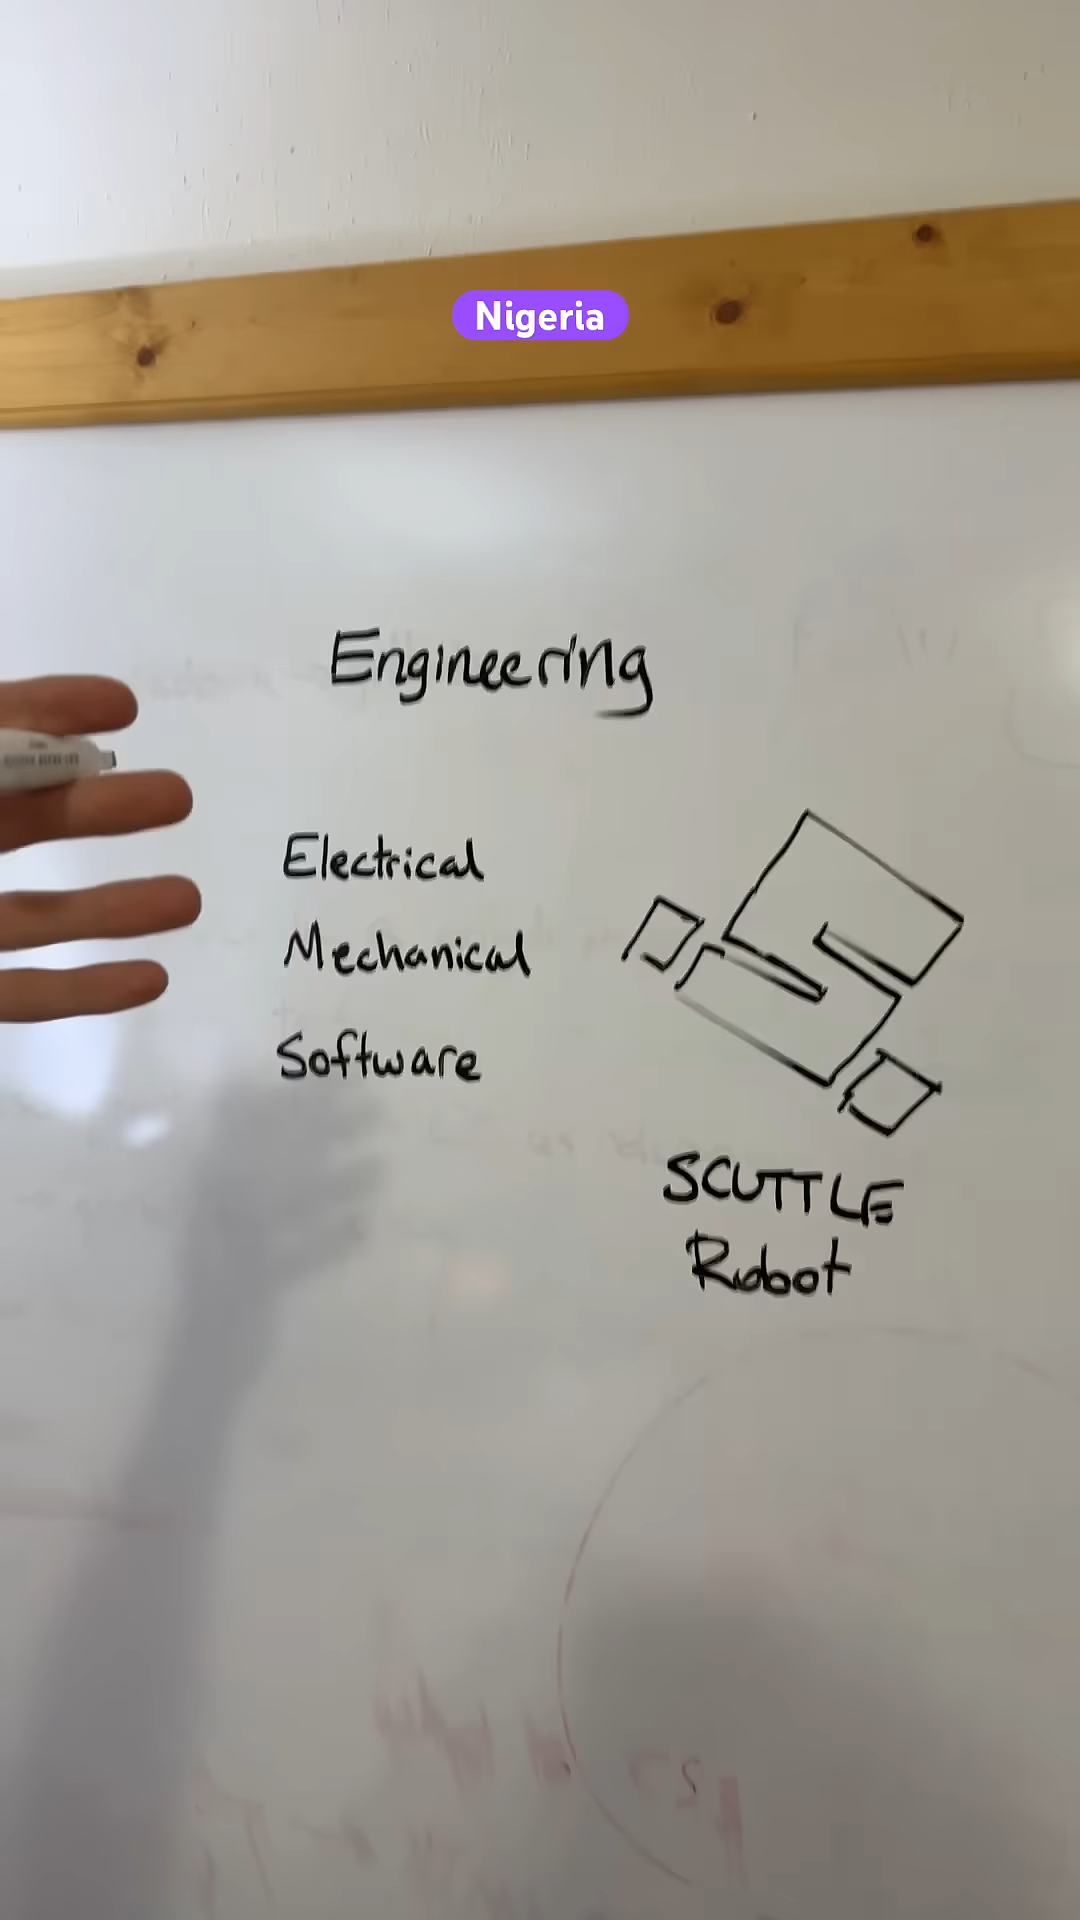 Nigeria
Engineering
Electrical
Mechanical
Software
SCUTTLE
Robot